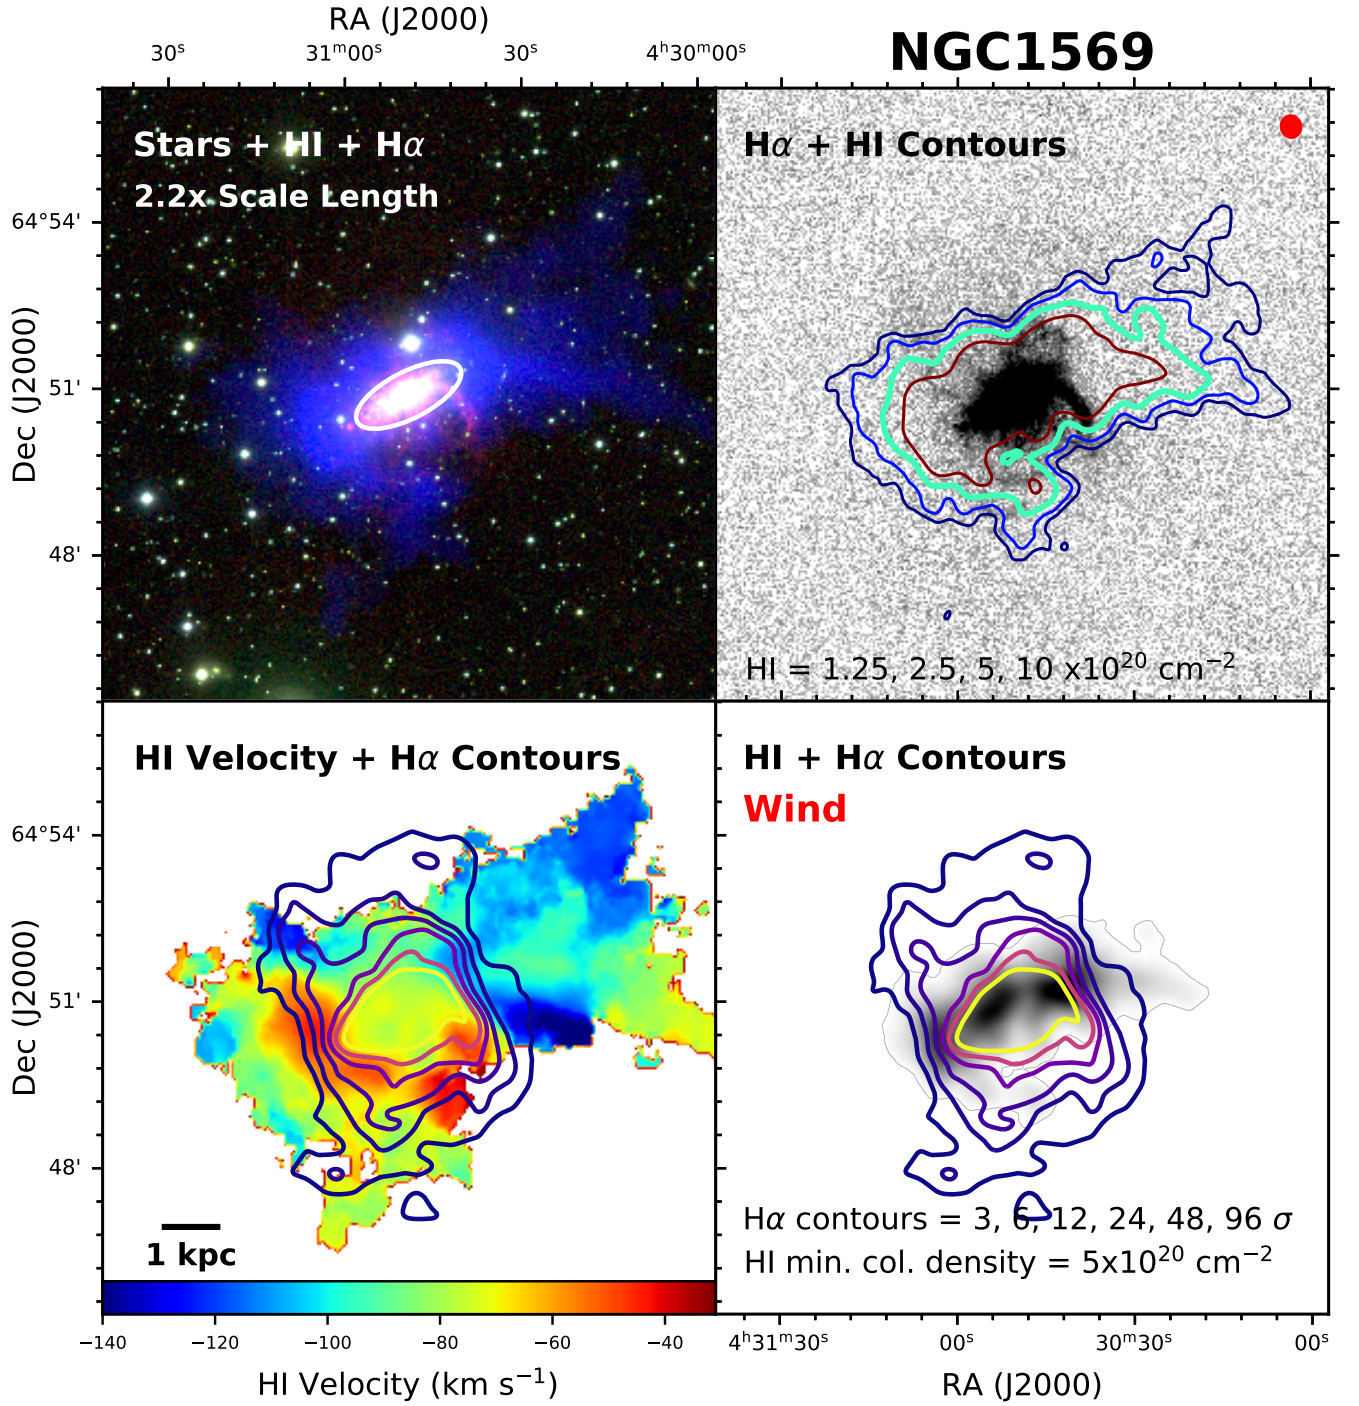 RA (J2000)
30ˢ 31ᵐ00ˢ 30ˢ 4ʰ30ᵐ00ˢ
NGC1569
Stars + HI + Hα
2.2x Scale Length
Hα + HI Contours
64°54'
51'
48'
Dec (J2000)
HI = 1.25, 2.5, 5, 10 x10²⁰ cm⁻²
HI Velocity + Hα Contours
HI + Hα Contours
Wind
64°54'
51'
48'
Dec (J2000)
1 kpc
Hα contours = 3, 6, 12, 24, 48, 96 σ
HI min. col. density = 5x10²⁰ cm⁻²
−140 −120 −100 −80 −60 −40
HI Velocity (km s⁻¹)
4ʰ31ᵐ30ˢ 00ˢ 30ᵐ30ˢ 00ˢ
RA (J2000)